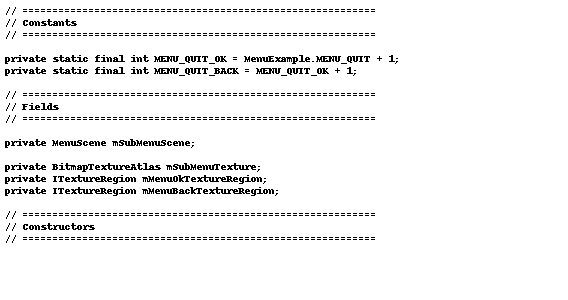 // ===========================================================
// Constants
// ===========================================================
private static final int MENU_QUIT_OK = MenuExample.MENU_QUIT + 1;
private static final int MENU_QUIT_BACK = MENU_QUIT_OK + 1;
// ===========================================================
// Fields
// ===========================================================
private MenuScene mSubMenuScene;
private BitmapTextureAtlas mSubMenuTexture;
private ITextureRegion mMenuOkTextureRegion;
private ITextureRegion mMenuBackTextureRegion;
// ===========================================================
// Constructors
// ===========================================================